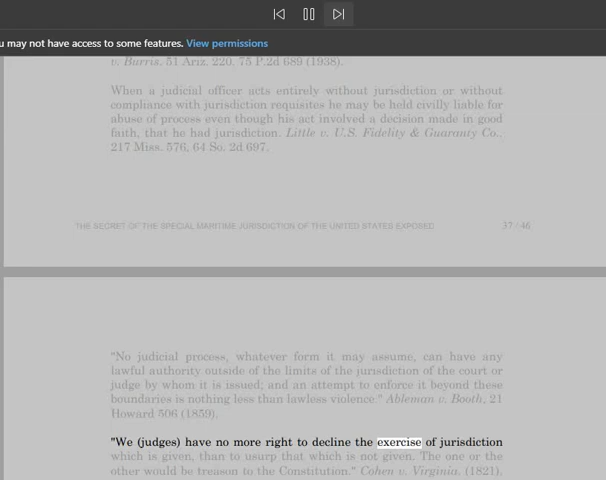 u may not have access to some features. View permissions
v. Burris, 51 Ariz. 220, 75 P.2d 689 (1938).
When a judicial officer acts entirely without jurisdiction or without
compliance with jurisdiction requisites he may be held civilly liable for
abuse of process even though his act involved a decision made in good
faith, that he had jurisdiction. Little v. U.S. Fidelity & Guaranty Co.,
217 Miss. 576, 64 So. 2d 697.
THE SECRET OF THE SPECIAL MARITIME JURISDICTION OF THE UNITED STATES EXPOSED 37 / 46
"No judicial process, whatever form it may assume, can have any
lawful authority outside of the limits of the jurisdiction of the court or
judge by whom it is issued; and an attempt to enforce it beyond these
boundaries is nothing less than lawless violence" Ableman v. Booth, 21
Howard 506 (1859).
"We (judges) have no more right to decline the exercise of jurisdiction
which is given, than to usurp that which is not given. The one or the
other would be treason to the Constitution." Cohen v. Virginia, (1821),